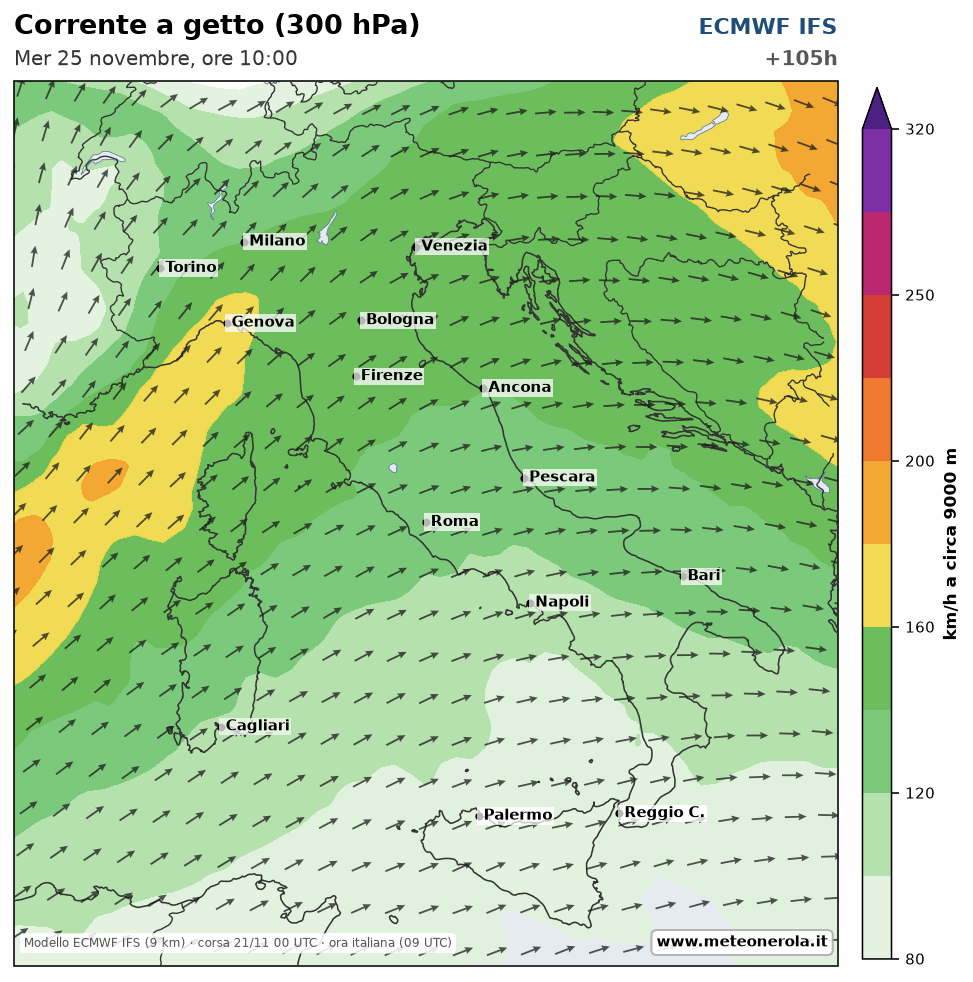 Corrente a getto (300 hPa)
ECMWF IFS
Mer 25 novembre, ore 10:00
+105h
Milano
Venezia
Torino
Genova
Bologna
Firenze
Ancona
Pescara
Roma
Bari
Napoli
Cagliari
Palermo
Reggio C.
320
250
200
160
120
80
km/h a circa 9000 m
Modello ECMWF IFS (9 km) · corsa 21/11 00 UTC · ora italiana (09 UTC)
www.meteonerola.it